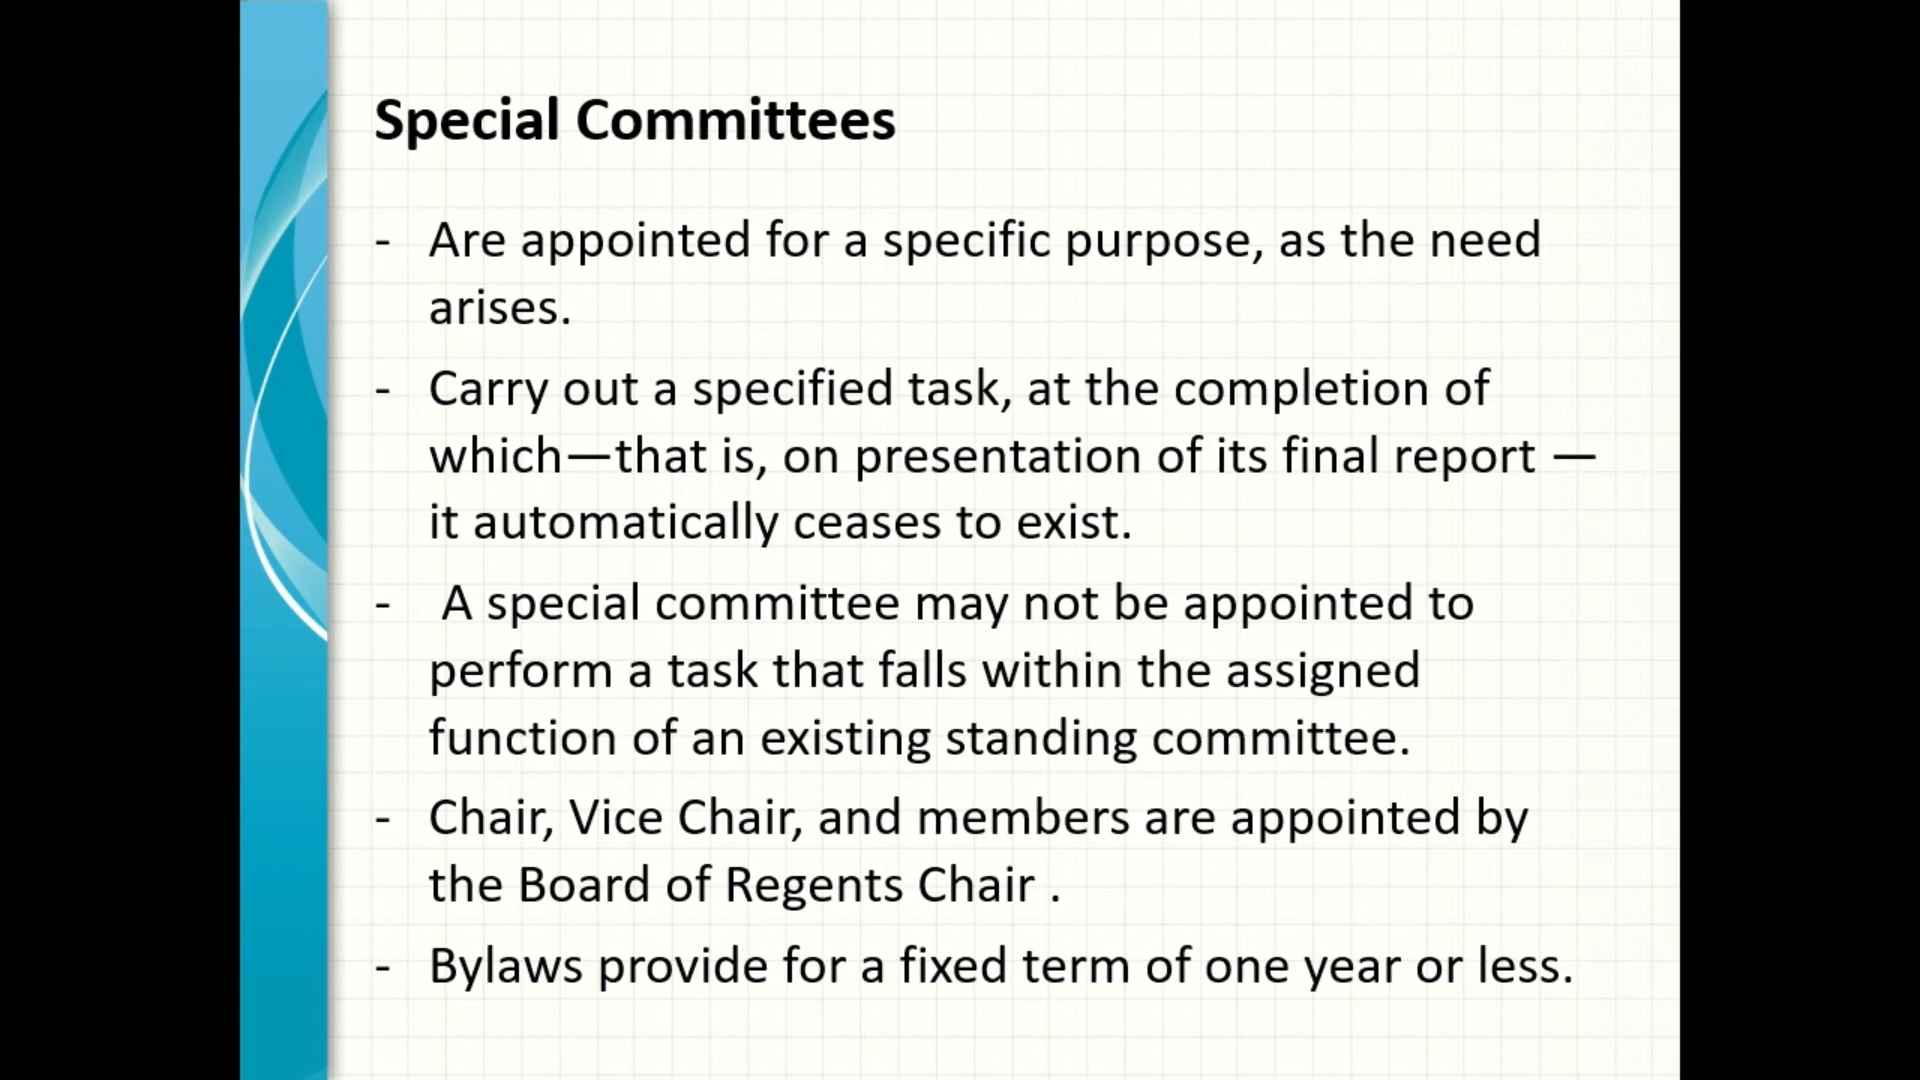 Special Committees
- Are appointed for a specific purpose, as the need
arises.
- Carry out a specified task, at the completion of
which—that is, on presentation of its final report —
it automatically ceases to exist.
- A special committee may not be appointed to
perform a task that falls within the assigned
function of an existing standing committee.
- Chair, Vice Chair, and members are appointed by
the Board of Regents Chair .
- Bylaws provide for a fixed term of one year or less.